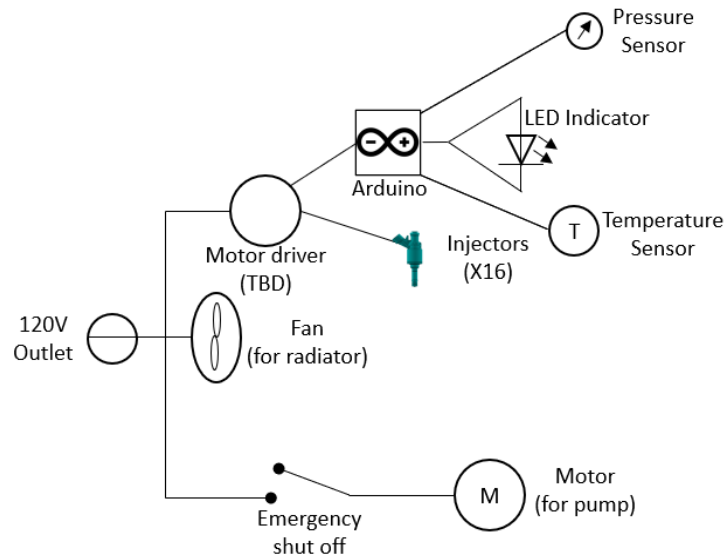 Pressure
Sensor
LED Indicator
Arduino
T
Temperature
Sensor
Motor driver
(TBD)
Injectors
(X16)
120V
Outlet
Fan
(for radiator)
M
Motor
(for pump)
Emergency
shut off